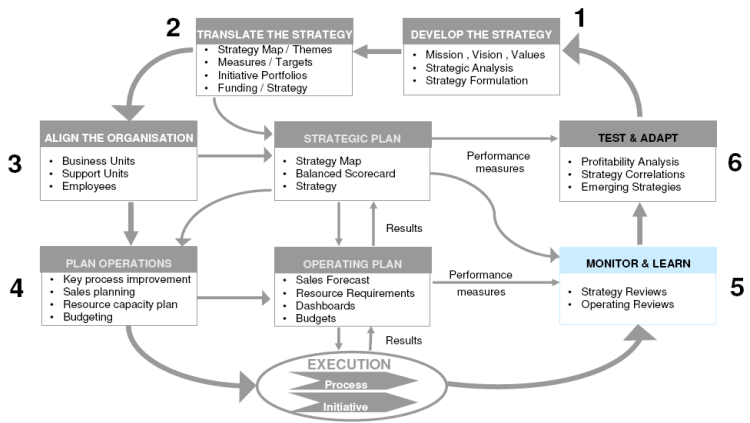 1
2
TRANSLATE THE STRATEGY
• Strategy Map / Themes
• Measures / Targets
• Initiative Portfolios
• Funding / Strategy
DEVELOP THE STRATEGY
• Mission , Vision , Values
• Strategic Analysis
• Strategy Formulation
3
ALIGN THE ORGANISATION
• Business Units
• Support Units
• Employees
STRATEGIC PLAN
• Strategy Map
• Balanced Scorecard
• Strategy
Performance
measures
TEST & ADAPT
• Profitability Analysis
• Strategy Correlations
• Emerging Strategies
6
Results
4
PLAN OPERATIONS
• Key process improvement
• Sales planning
• Resource capacity plan
• Budgeting
OPERATING PLAN
• Sales Forecast
• Resource Requirements
• Dashboards
• Budgets
Performance
measures
MONITOR & LEARN
• Strategy Reviews
• Operating Reviews
5
Results
EXECUTION
Process
Initiative